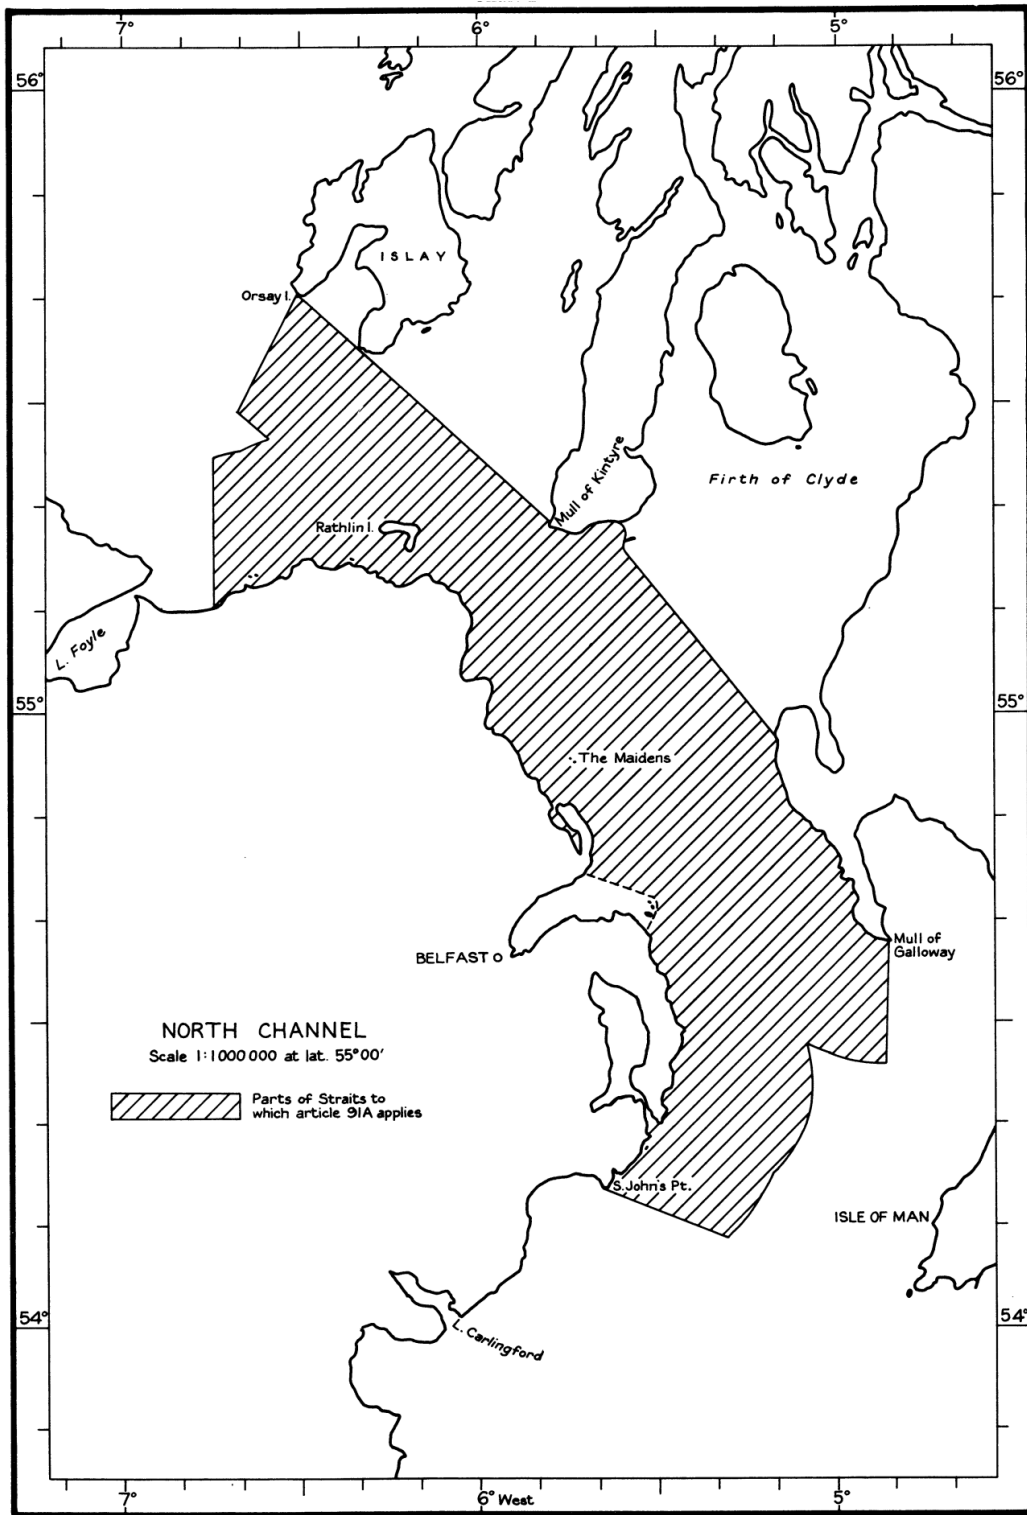 7°
6°
5°
56°
56°
ISLAY
Orsay I.
Mull of Kintyre
Firth of Clyde
Rathlin I.
L. Foyle
55°
55°
The Maidens
Mull of
Galloway
BELFAST
NORTH CHANNEL
Scale 1:1000 000 at lat. 55°00'
Parts of Straits to
which article 91A applies
S. John's Pt.
ISLE OF MAN
54°
54°
L. Carlingford
7°
6° West
5°